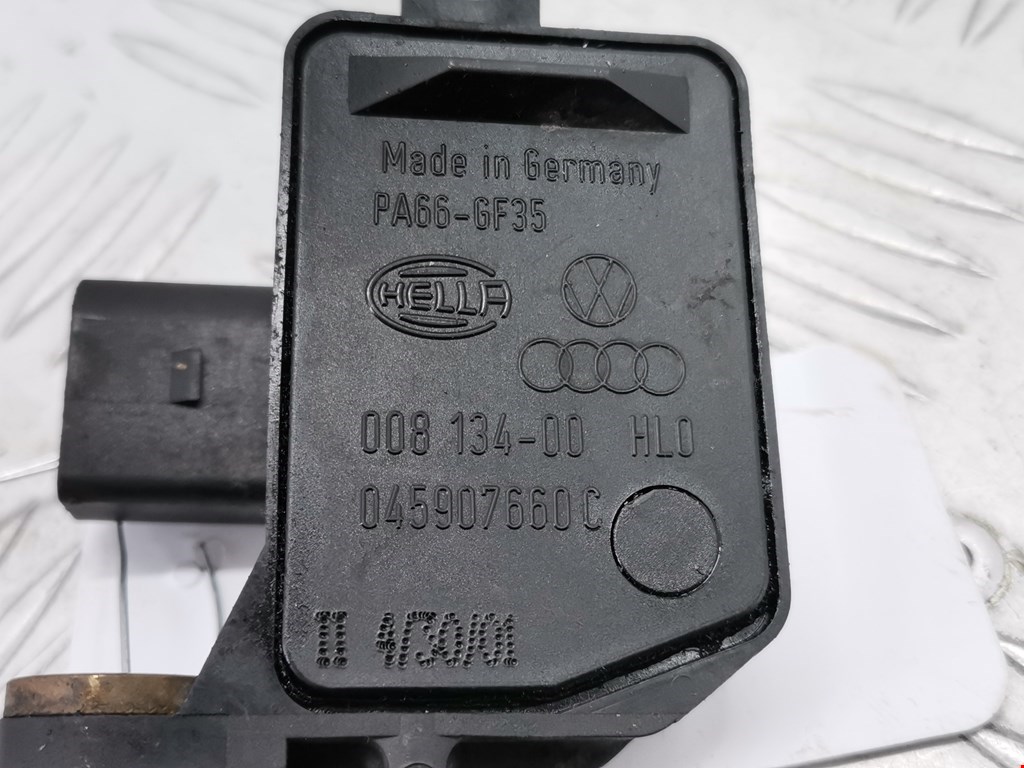 Made in Germany
PA66-GF35
HELLA
008 134-00 HLO
045907660 C